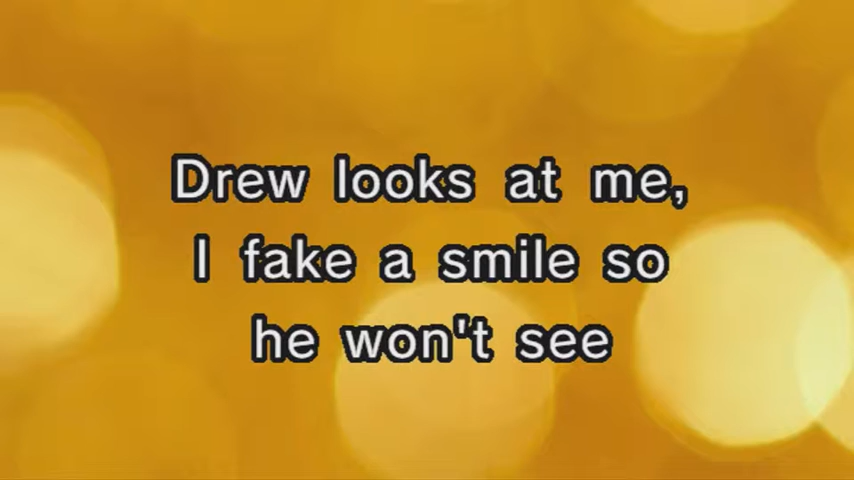 Drew looks at me,
I fake a smile so
he won't see